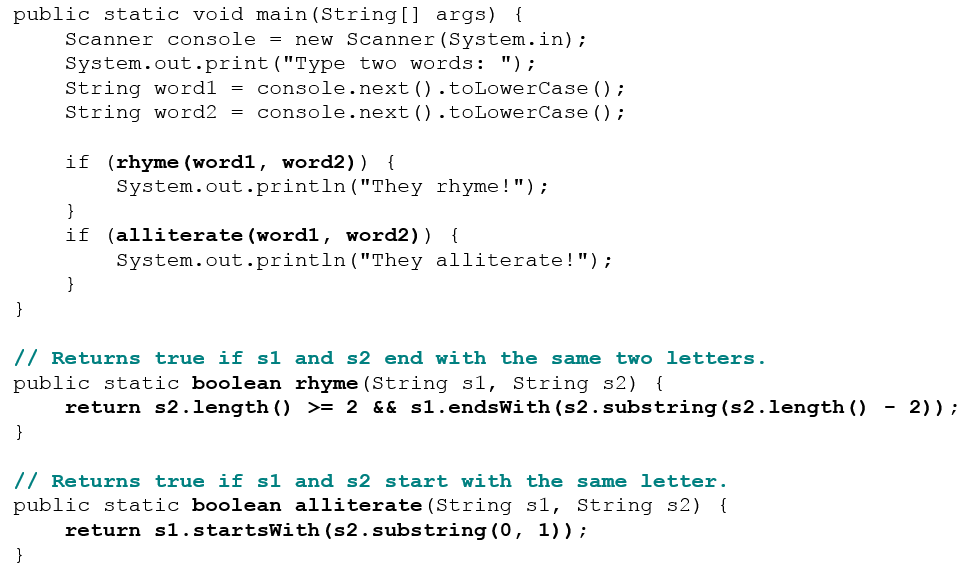 public static void main(String[] args) {
    Scanner console = new Scanner(System.in);
    System.out.print("Type two words: ");
    String word1 = console.next().toLowerCase();
    String word2 = console.next().toLowerCase();

    if (rhyme(word1, word2)) {
        System.out.println("They rhyme!");
    }
    if (alliterate(word1, word2)) {
        System.out.println("They alliterate!");
    }
}

// Returns true if s1 and s2 end with the same two letters.
public static boolean rhyme(String s1, String s2) {
    return s2.length() >= 2 && s1.endsWith(s2.substring(s2.length() - 2));
}

// Returns true if s1 and s2 start with the same letter.
public static boolean alliterate(String s1, String s2) {
    return s1.startsWith(s2.substring(0, 1));
}